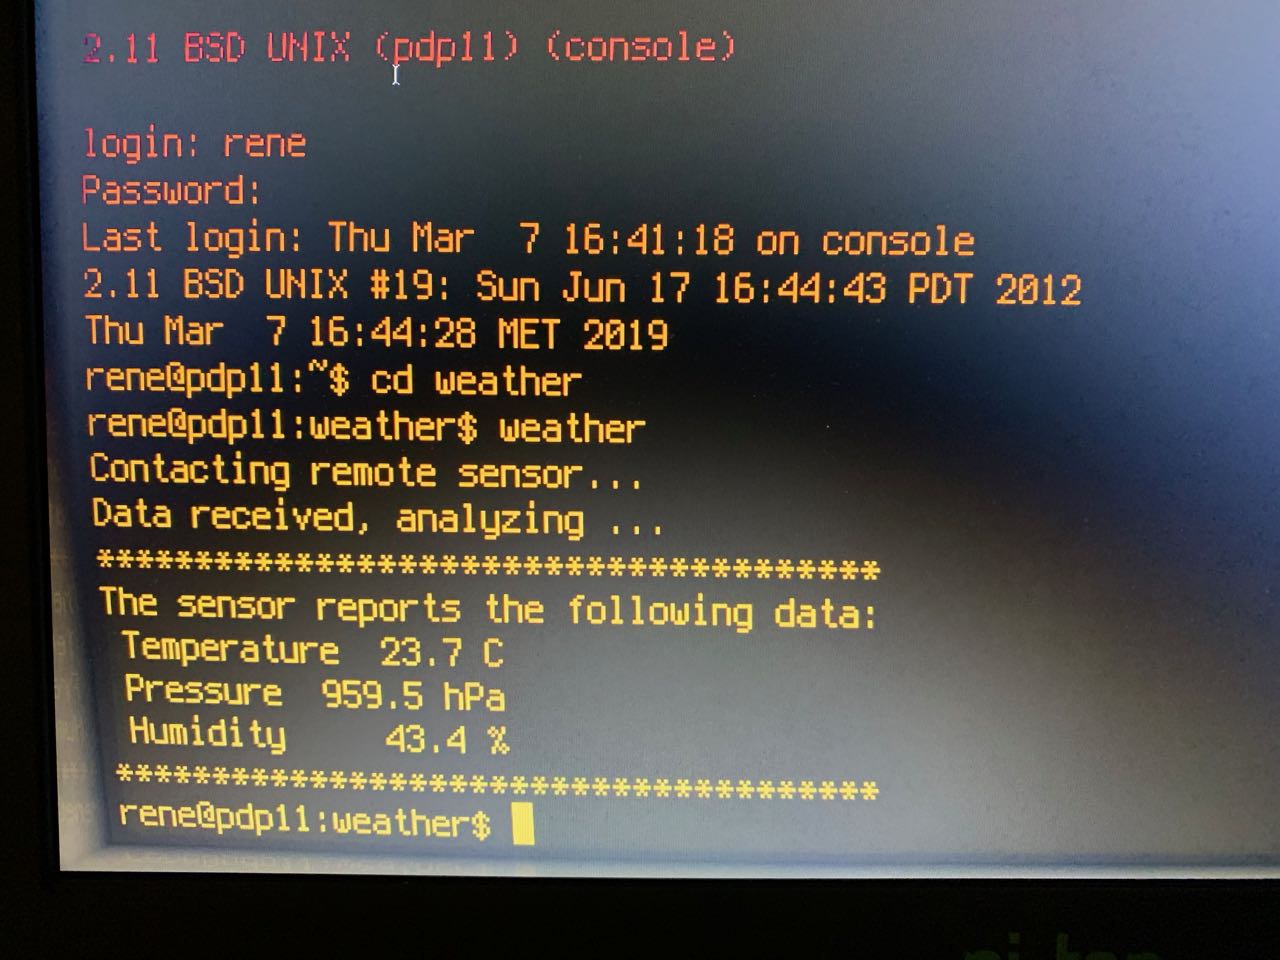 2.11 BSD UNIX (pdp11) (console)
login: rene
Password:
Last login: Thu Mar  7 16:41:18 on console
2.11 BSD UNIX #19: Sun Jun 17 16:44:43 PDT 2012
Thu Mar  7 16:44:28 MET 2019
rene@pdp11:~$ cd weather
rene@pdp11:weather$ weather
Contacting remote sensor...
Data received, analyzing ...
****************************************
The sensor reports the following data:
Temperature  23.7 C
Pressure  959.5 hPa
Humidity     43.4 %
****************************************
rene@pdp11:weather$